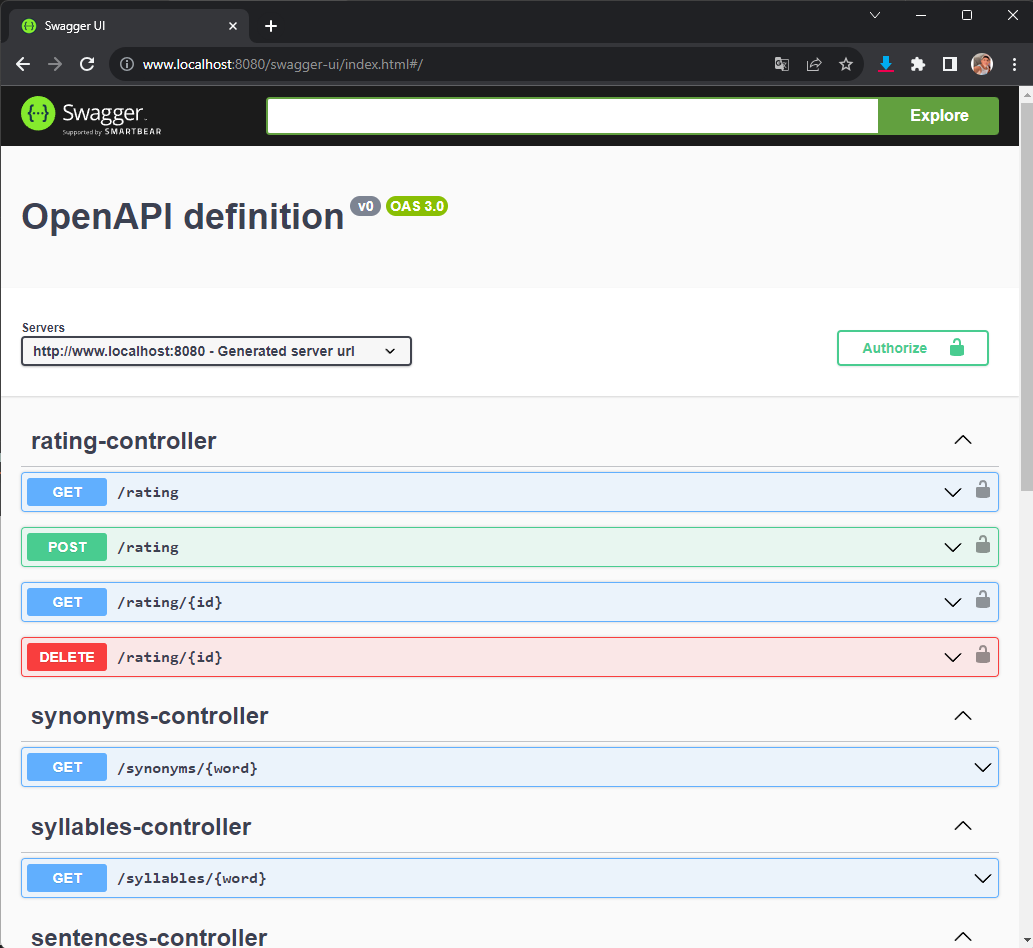 Swagger UI
www.localhost:8080/swagger-ui/index.html#/
Swagger
Supported by SMARTBEAR
Explore
OpenAPI definition v0 OAS 3.0
Servers
http://www.localhost:8080 - Generated server url
Authorize
rating-controller
GET /rating
POST /rating
GET /rating/{id}
DELETE /rating/{id}
synonyms-controller
GET /synonyms/{word}
syllables-controller
GET /syllables/{word}
sentences-controller